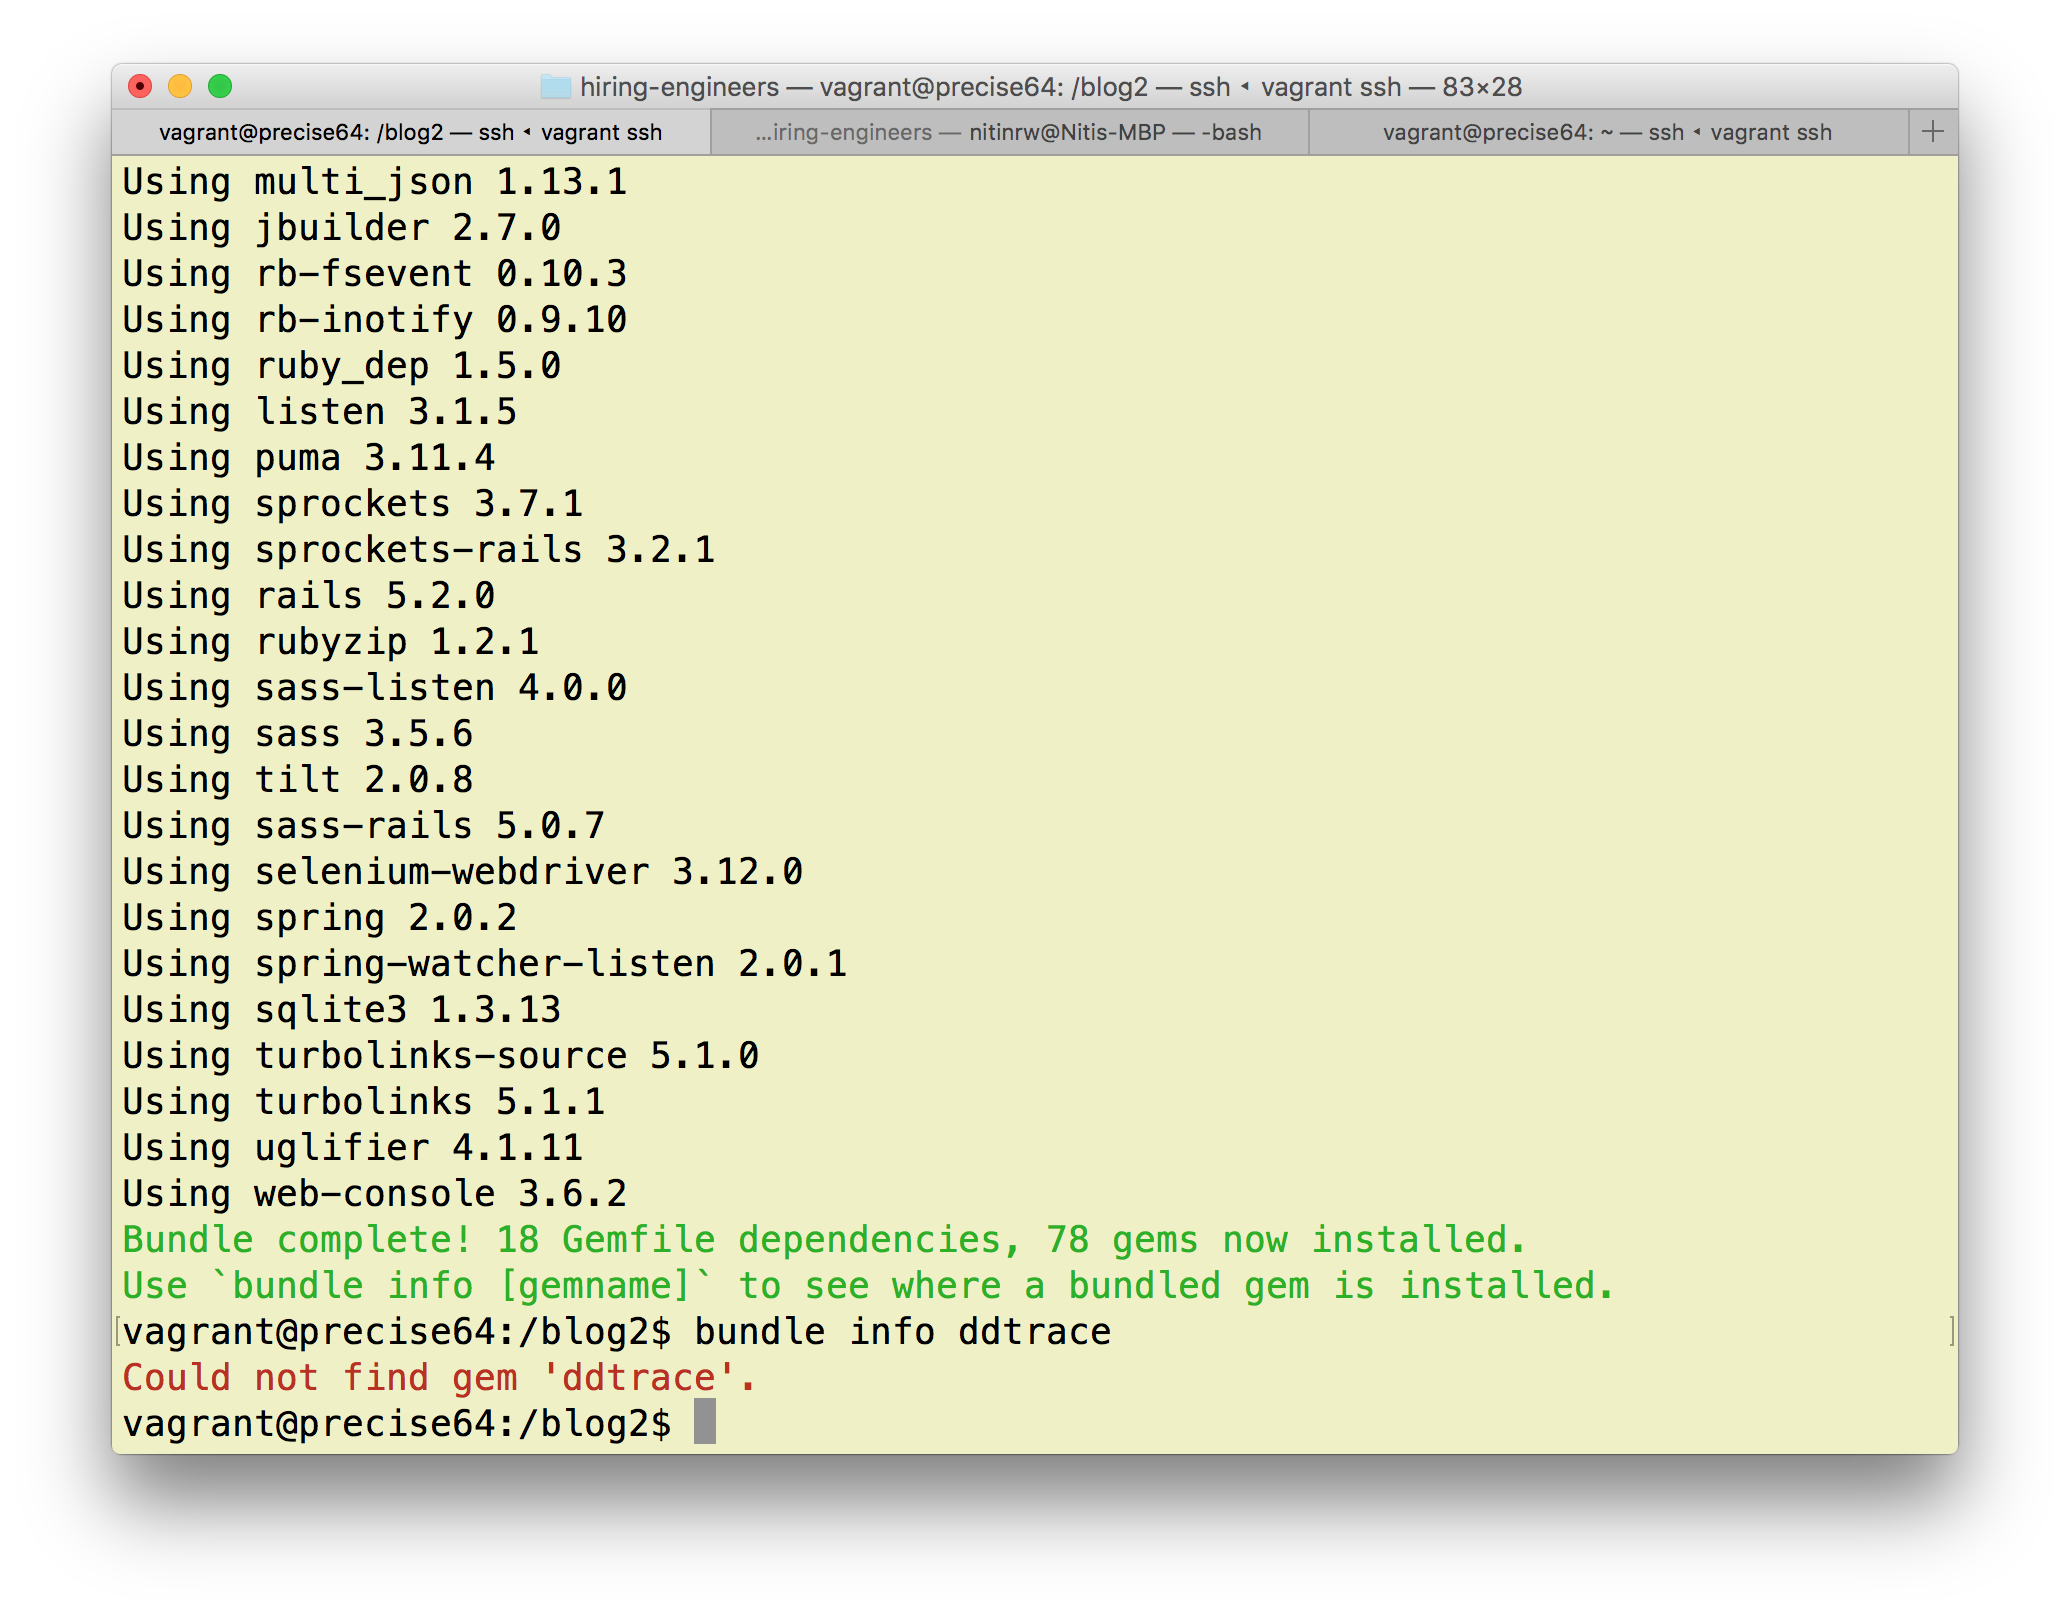 hiring-engineers — vagrant@precise64: /blog2 — ssh ◂ vagrant ssh — 83×28
vagrant@precise64: /blog2 — ssh ◂ vagrant ssh
...iring-engineers — nitinrw@Nitis-MBP — -bash
vagrant@precise64: ~ — ssh ◂ vagrant ssh
Using multi_json 1.13.1
Using jbuilder 2.7.0
Using rb-fsevent 0.10.3
Using rb-inotify 0.9.10
Using ruby_dep 1.5.0
Using listen 3.1.5
Using puma 3.11.4
Using sprockets 3.7.1
Using sprockets-rails 3.2.1
Using rails 5.2.0
Using rubyzip 1.2.1
Using sass-listen 4.0.0
Using sass 3.5.6
Using tilt 2.0.8
Using sass-rails 5.0.7
Using selenium-webdriver 3.12.0
Using spring 2.0.2
Using spring-watcher-listen 2.0.1
Using sqlite3 1.3.13
Using turbolinks-source 5.1.0
Using turbolinks 5.1.1
Using uglifier 4.1.11
Using web-console 3.6.2
Bundle complete! 18 Gemfile dependencies, 78 gems now installed.
Use `bundle info [gemname]` to see where a bundled gem is installed.
[vagrant@precise64:/blog2$ bundle info ddtrace ]
Could not find gem 'ddtrace'.
vagrant@precise64:/blog2$